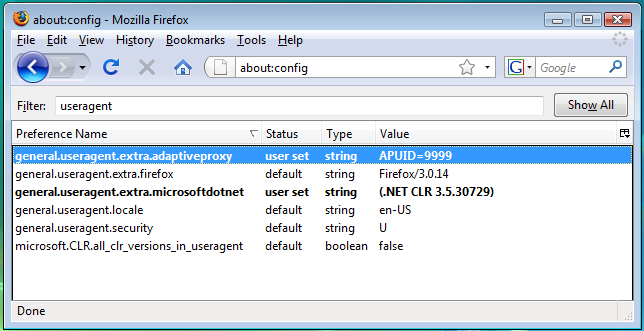 about:config - Mozilla Firefox
File Edit View History Bookmarks Tools Help
about:config G Google
Filter: useragent Show All
Preference Name Status Type Value
general.useragent.extra.adaptiveproxy user set string APUID=9999
general.useragent.extra.firefox default string Firefox/3.0.14
general.useragent.extra.microsoftdotnet user set string (.NET CLR 3.5.30729)
general.useragent.locale default string en-US
general.useragent.security default string U
microsoft.CLR.all_clr_versions_in_useragent default boolean false
Done